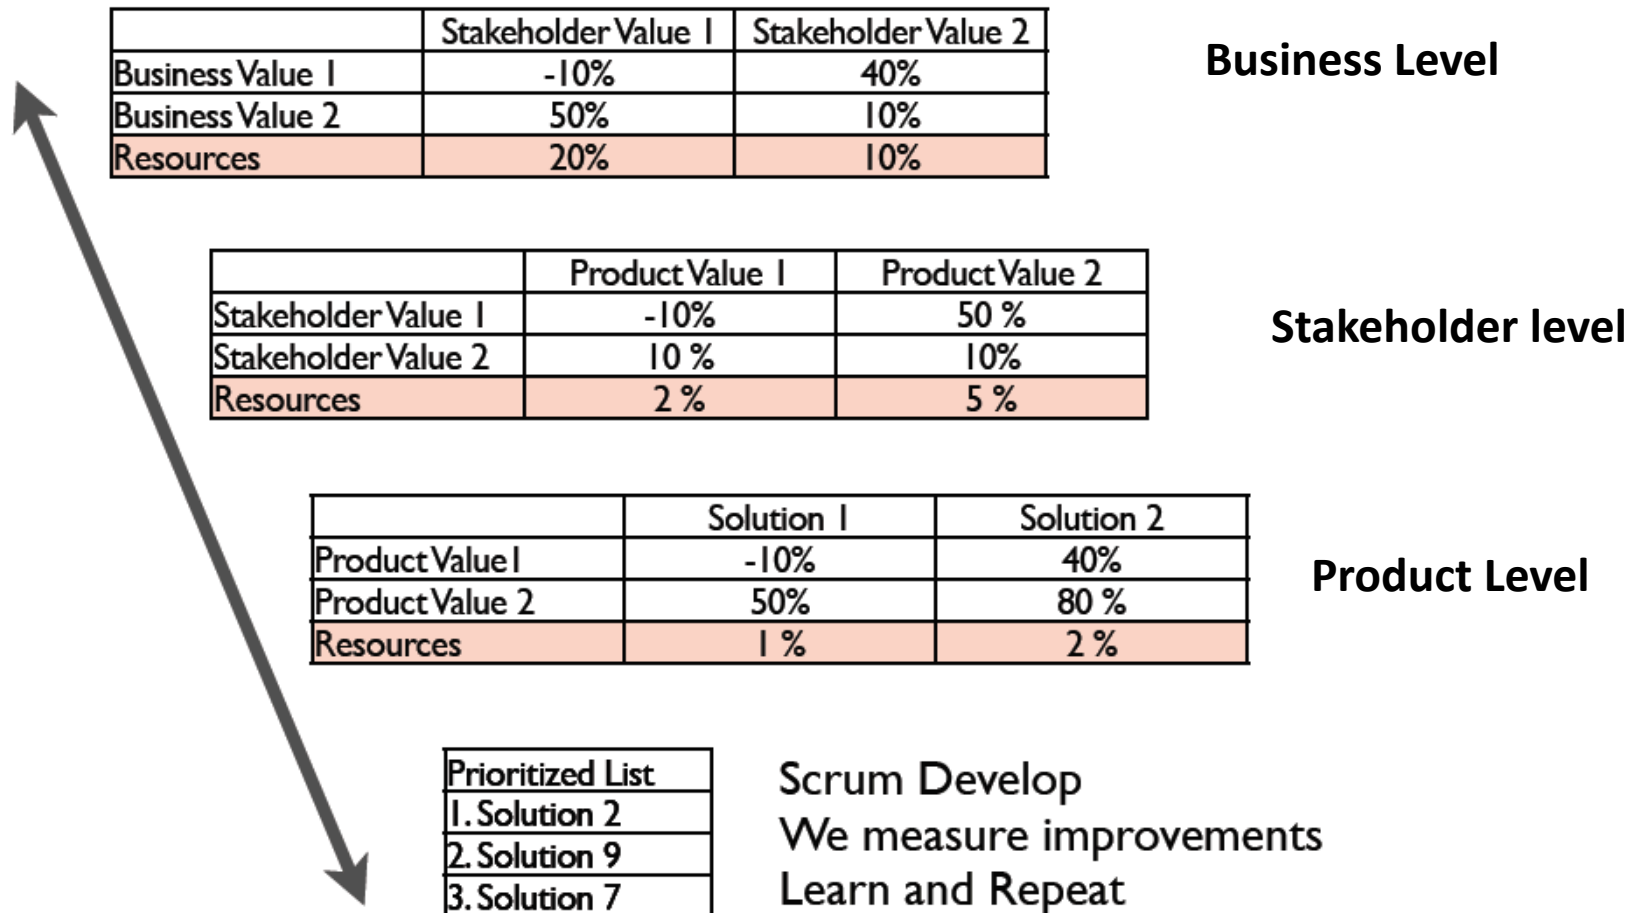 Stakeholder Value 1 Stakeholder Value 2
Business Value 1 -10% 40%
Business Value 2 50% 10%
Resources 20% 10%
Business Level
Product Value 1 Product Value 2
Stakeholder Value 1 -10% 50 %
Stakeholder Value 2 10 % 10%
Resources 2 % 5 %
Stakeholder level
Solution 1 Solution 2
Product Value1 -10% 40%
Product Value 2 50% 80 %
Resources 1 % 2 %
Product Level
Prioritized List
1. Solution 2
2. Solution 9
3. Solution 7
Scrum Develop
We measure improvements
Learn and Repeat